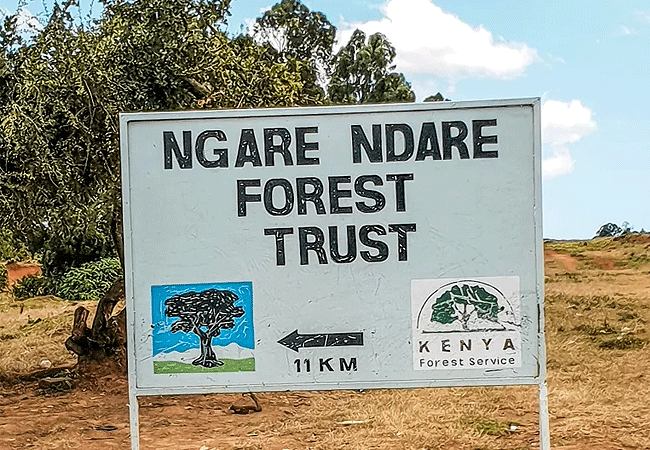 NGARE NDARE
FOREST
TRUST
11 KM
KENYA
Forest Service